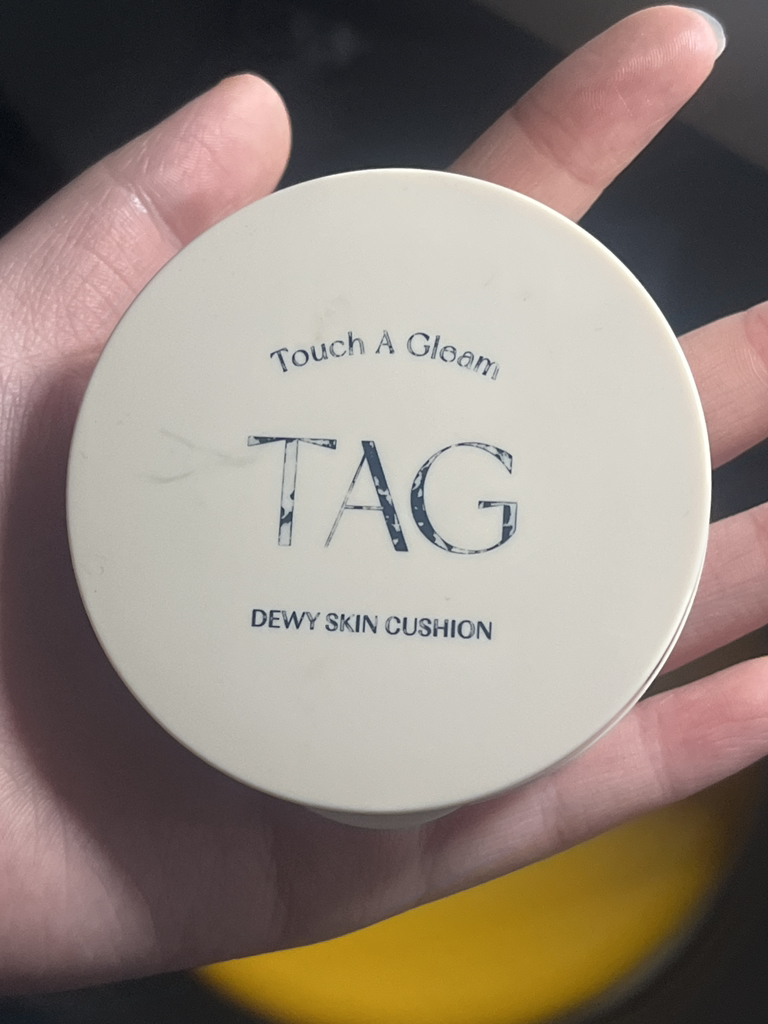 Touch A Gleam
TAG
DEWY SKIN CUSHION